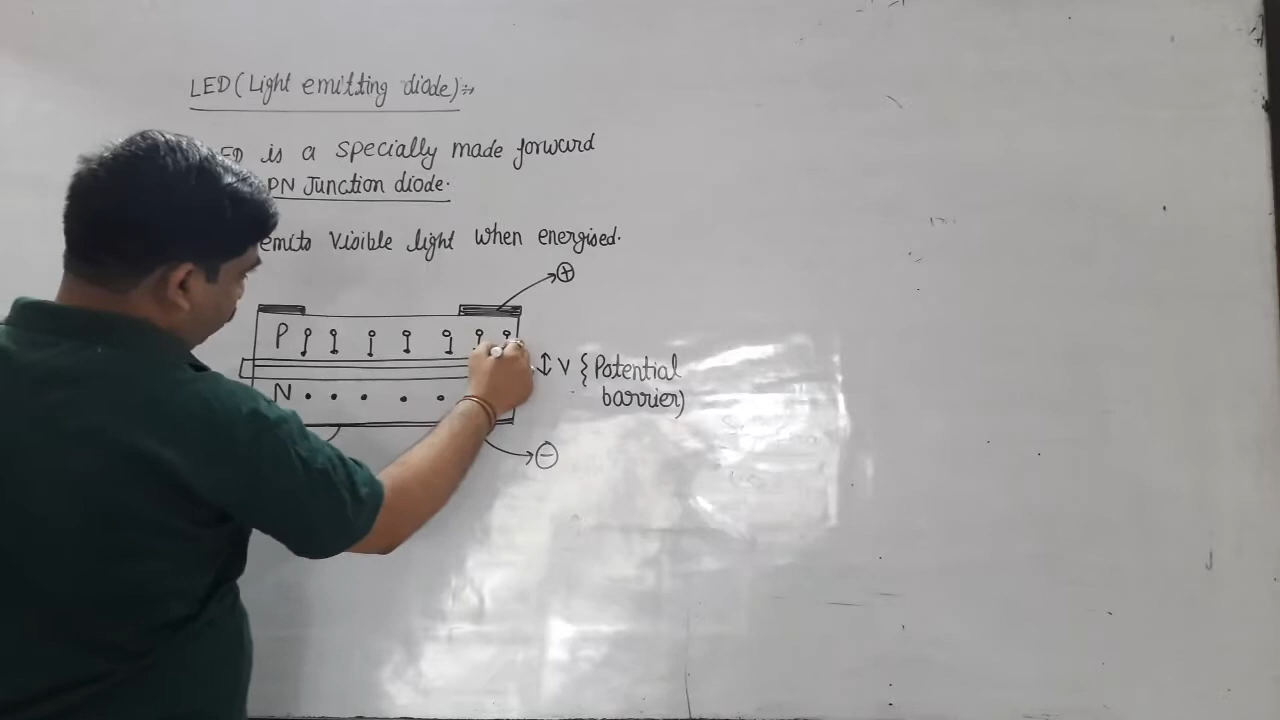 LED (Light emitting diode):→
is a specially made forward
PN Junction diode.
emits visible light when energised.
+
P
V {Potential
barrier)
N
−